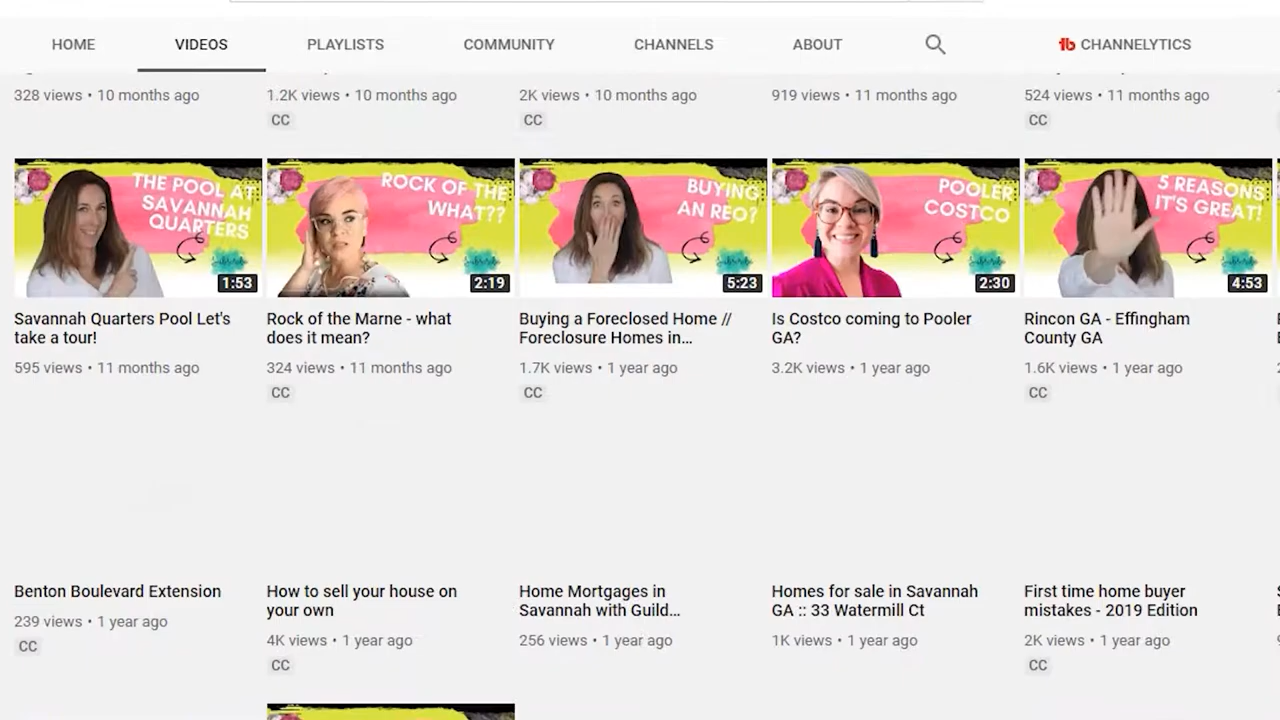 HOME VIDEOS PLAYLISTS COMMUNITY CHANNELS ABOUT CHANNELYTICS
328 views • 10 months ago
CC
1.2K views • 10 months ago
CC
2K views • 10 months ago
CC
919 views • 11 months ago
524 views • 11 months ago
CC
THE POOL AT
SAVANNAH
QUARTERS
Subscribe
1:53
ROCK OF THE
WHAT??
Subscribe
2:19
BUYING
AN REO?
Subscribe
5:23
POOLER
COSTCO
Subscribe
2:30
5 REASONS
IT'S GREAT!
Subscribe
4:53
Savannah Quarters Pool Let's
take a tour!
595 views • 11 months ago
Rock of the Marne - what
does it mean?
324 views • 11 months ago
CC
Buying a Foreclosed Home //
Foreclosure Homes in...
1.7K views • 1 year ago
CC
Is Costco coming to Pooler
GA?
3.2K views • 1 year ago
Rincon GA - Effingham
County GA
1.6K views • 1 year ago
CC
Benton Boulevard Extension
239 views • 1 year ago
CC
How to sell your house on
your own
4K views • 1 year ago
CC
Home Mortgages in
Savannah with Guild...
256 views • 1 year ago
Homes for sale in Savannah
GA :: 33 Watermill Ct
1K views • 1 year ago
First time home buyer
mistakes - 2019 Edition
2K views • 1 year ago
CC